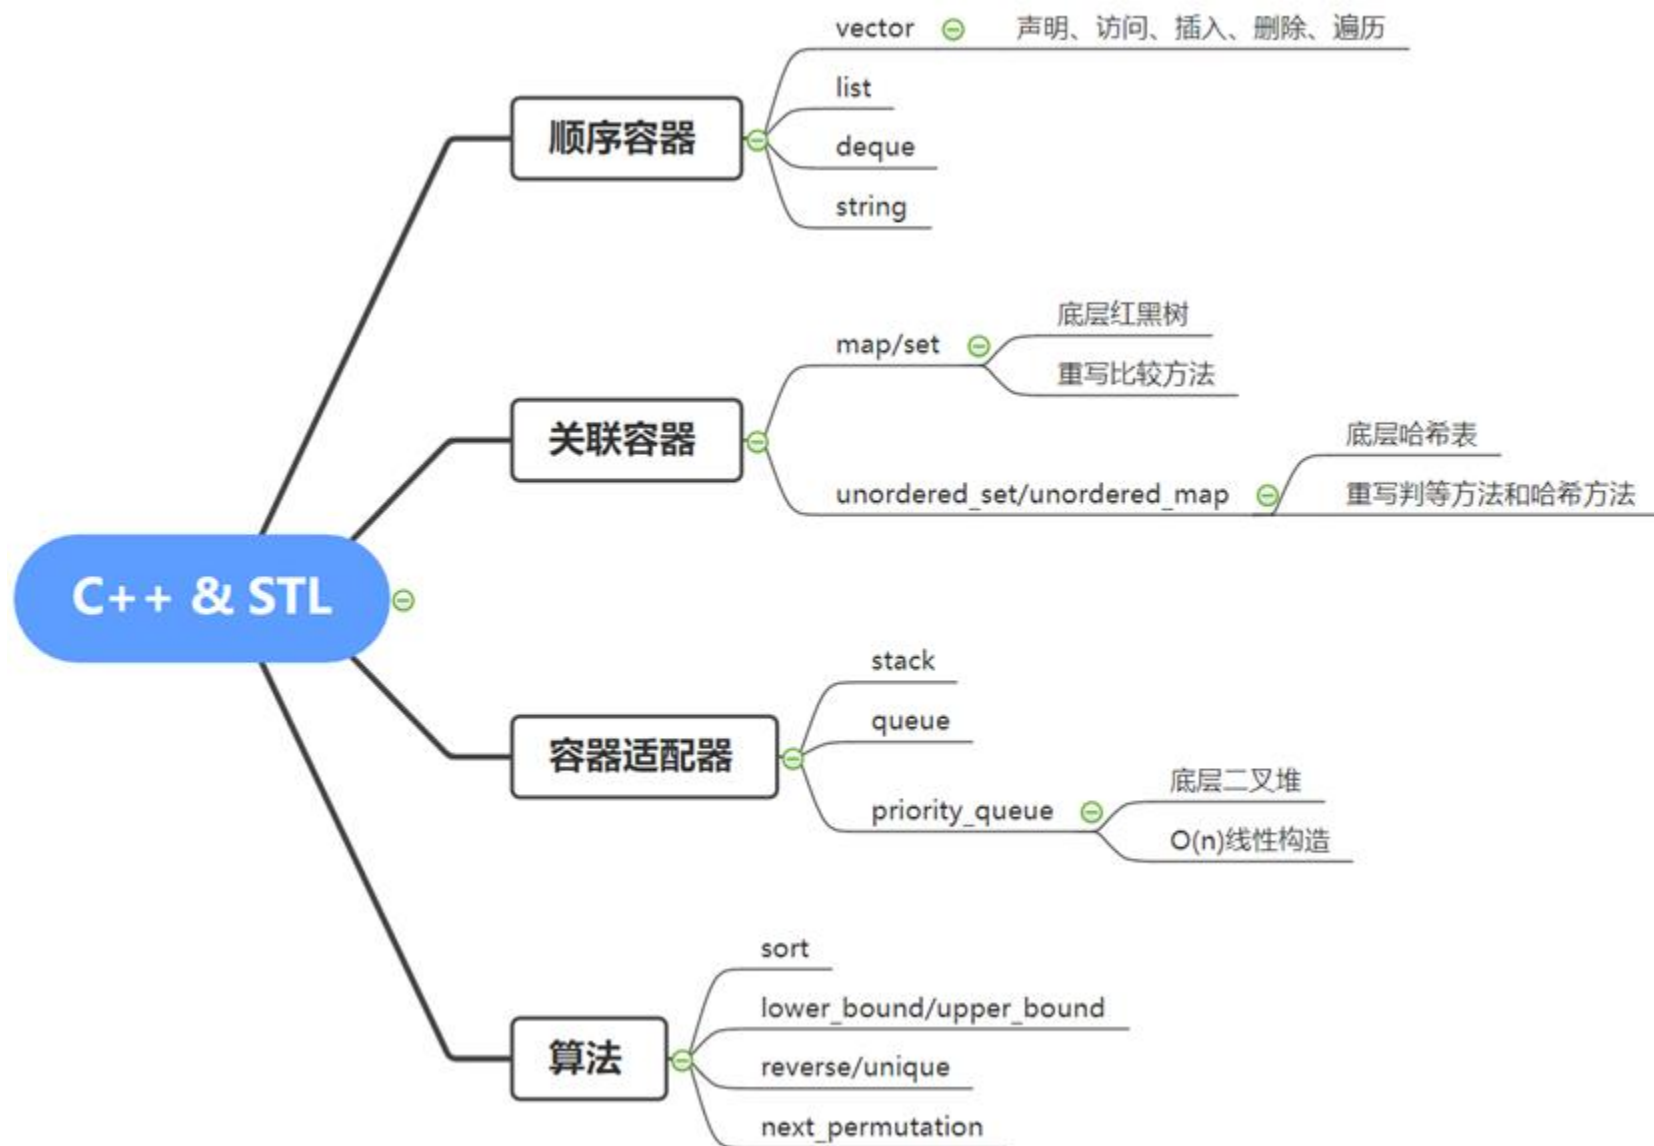 C++ & STL
顺序容器
vector
声明、访问、插入、删除、遍历
list
deque
string
关联容器
map/set
底层红黑树
重写比较方法
unordered_set/unordered_map
底层哈希表
重写判等方法和哈希方法
容器适配器
stack
queue
priority_queue
底层二叉堆
O(n)线性构造
算法
sort
lower_bound/upper_bound
reverse/unique
next_permutation